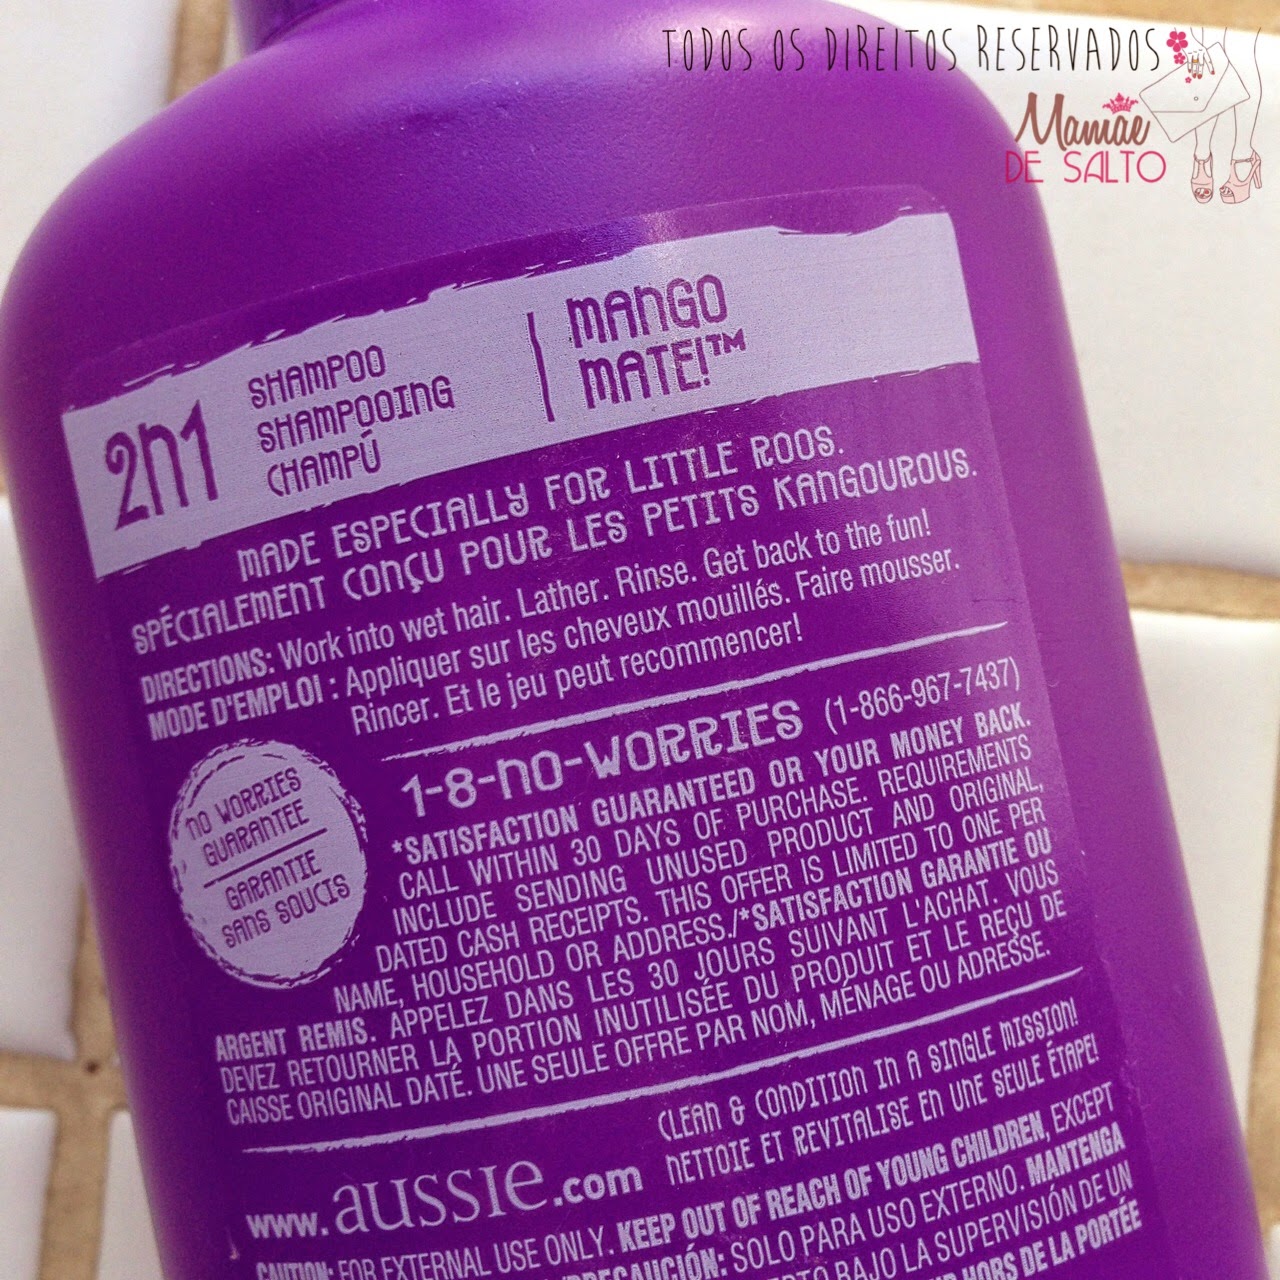 TODOS OS DIREITOS RESERVADOS
Mamãe
DE SALTO
2n1
SHAMPOO
SHAMPOOING
CHAMPÚ
MANGO
MATE!™
MADE ESPECIALLY FOR LITTLE ROOS.
SPÉCIALEMENT CONÇU POUR LES PETITS KANGOUROUS.
DIRECTIONS: Work into wet hair. Lather. Rinse. Get back to the fun!
MODE D'EMPLOI : Appliquer sur les cheveux mouillés. Faire mousser.
Rincer. Et le jeu peut recommencer!
NO WORRIES
GUARANTEE
GARANTIE
SANS SOUCIS
1-8-NO-WORRIES (1-866-967-7437)
*SATISFACTION GUARANTEED OR YOUR MONEY BACK.
CALL WITHIN 30 DAYS OF PURCHASE. REQUIREMENTS
INCLUDE SENDING UNUSED PRODUCT AND ORIGINAL,
DATED CASH RECEIPTS. THIS OFFER IS LIMITED TO ONE PER
NAME, HOUSEHOLD OR ADDRESS./*SATISFACTION GARANTIE OU
ARGENT REMIS. APPELEZ DANS LES 30 JOURS SUIVANT L'ACHAT. VOUS
DEVEZ RETOURNER LA PORTION INUTILISÉE DU PRODUIT ET LE REÇU DE
CAISSE ORIGINAL DATÉ. UNE SEULE OFFRE PAR NOM, MÉNAGE OU ADRESSE.
CLEAN & CONDITION IN A SINGLE MISSION!
NETTOIE ET REVITALISE EN UNE SEULE ÉTAPE!
www.aussie.com
CAUTION: FOR EXTERNAL USE ONLY. KEEP OUT OF REACH OF YOUNG CHILDREN, EXCEPT
PRECAUCIÓN: SOLO PARA USO EXTERNO. MANTENGA
BAJO LA SUPERVISIÓN DE UN
HORS DE LA PORTÉE